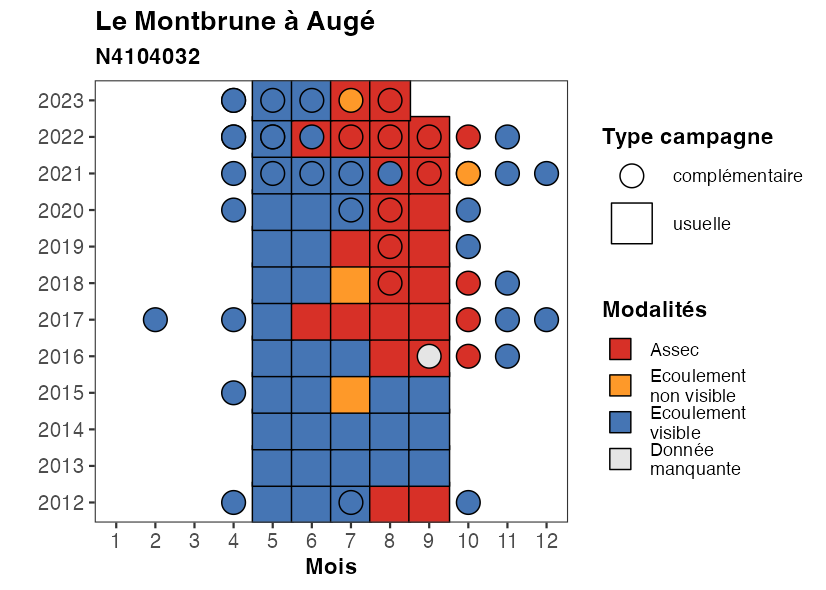 Le Montbrune à Augé
N4104032
2023
2022
2021
2020
2019
2018
2017
2016
2015
2014
2013
2012
1 2 3 4 5 6 7 8 9 10 11 12
Mois
Type campagne
complémentaire
usuelle
Modalités
Assec
Ecoulement
non visible
Ecoulement
visible
Donnée
manquante